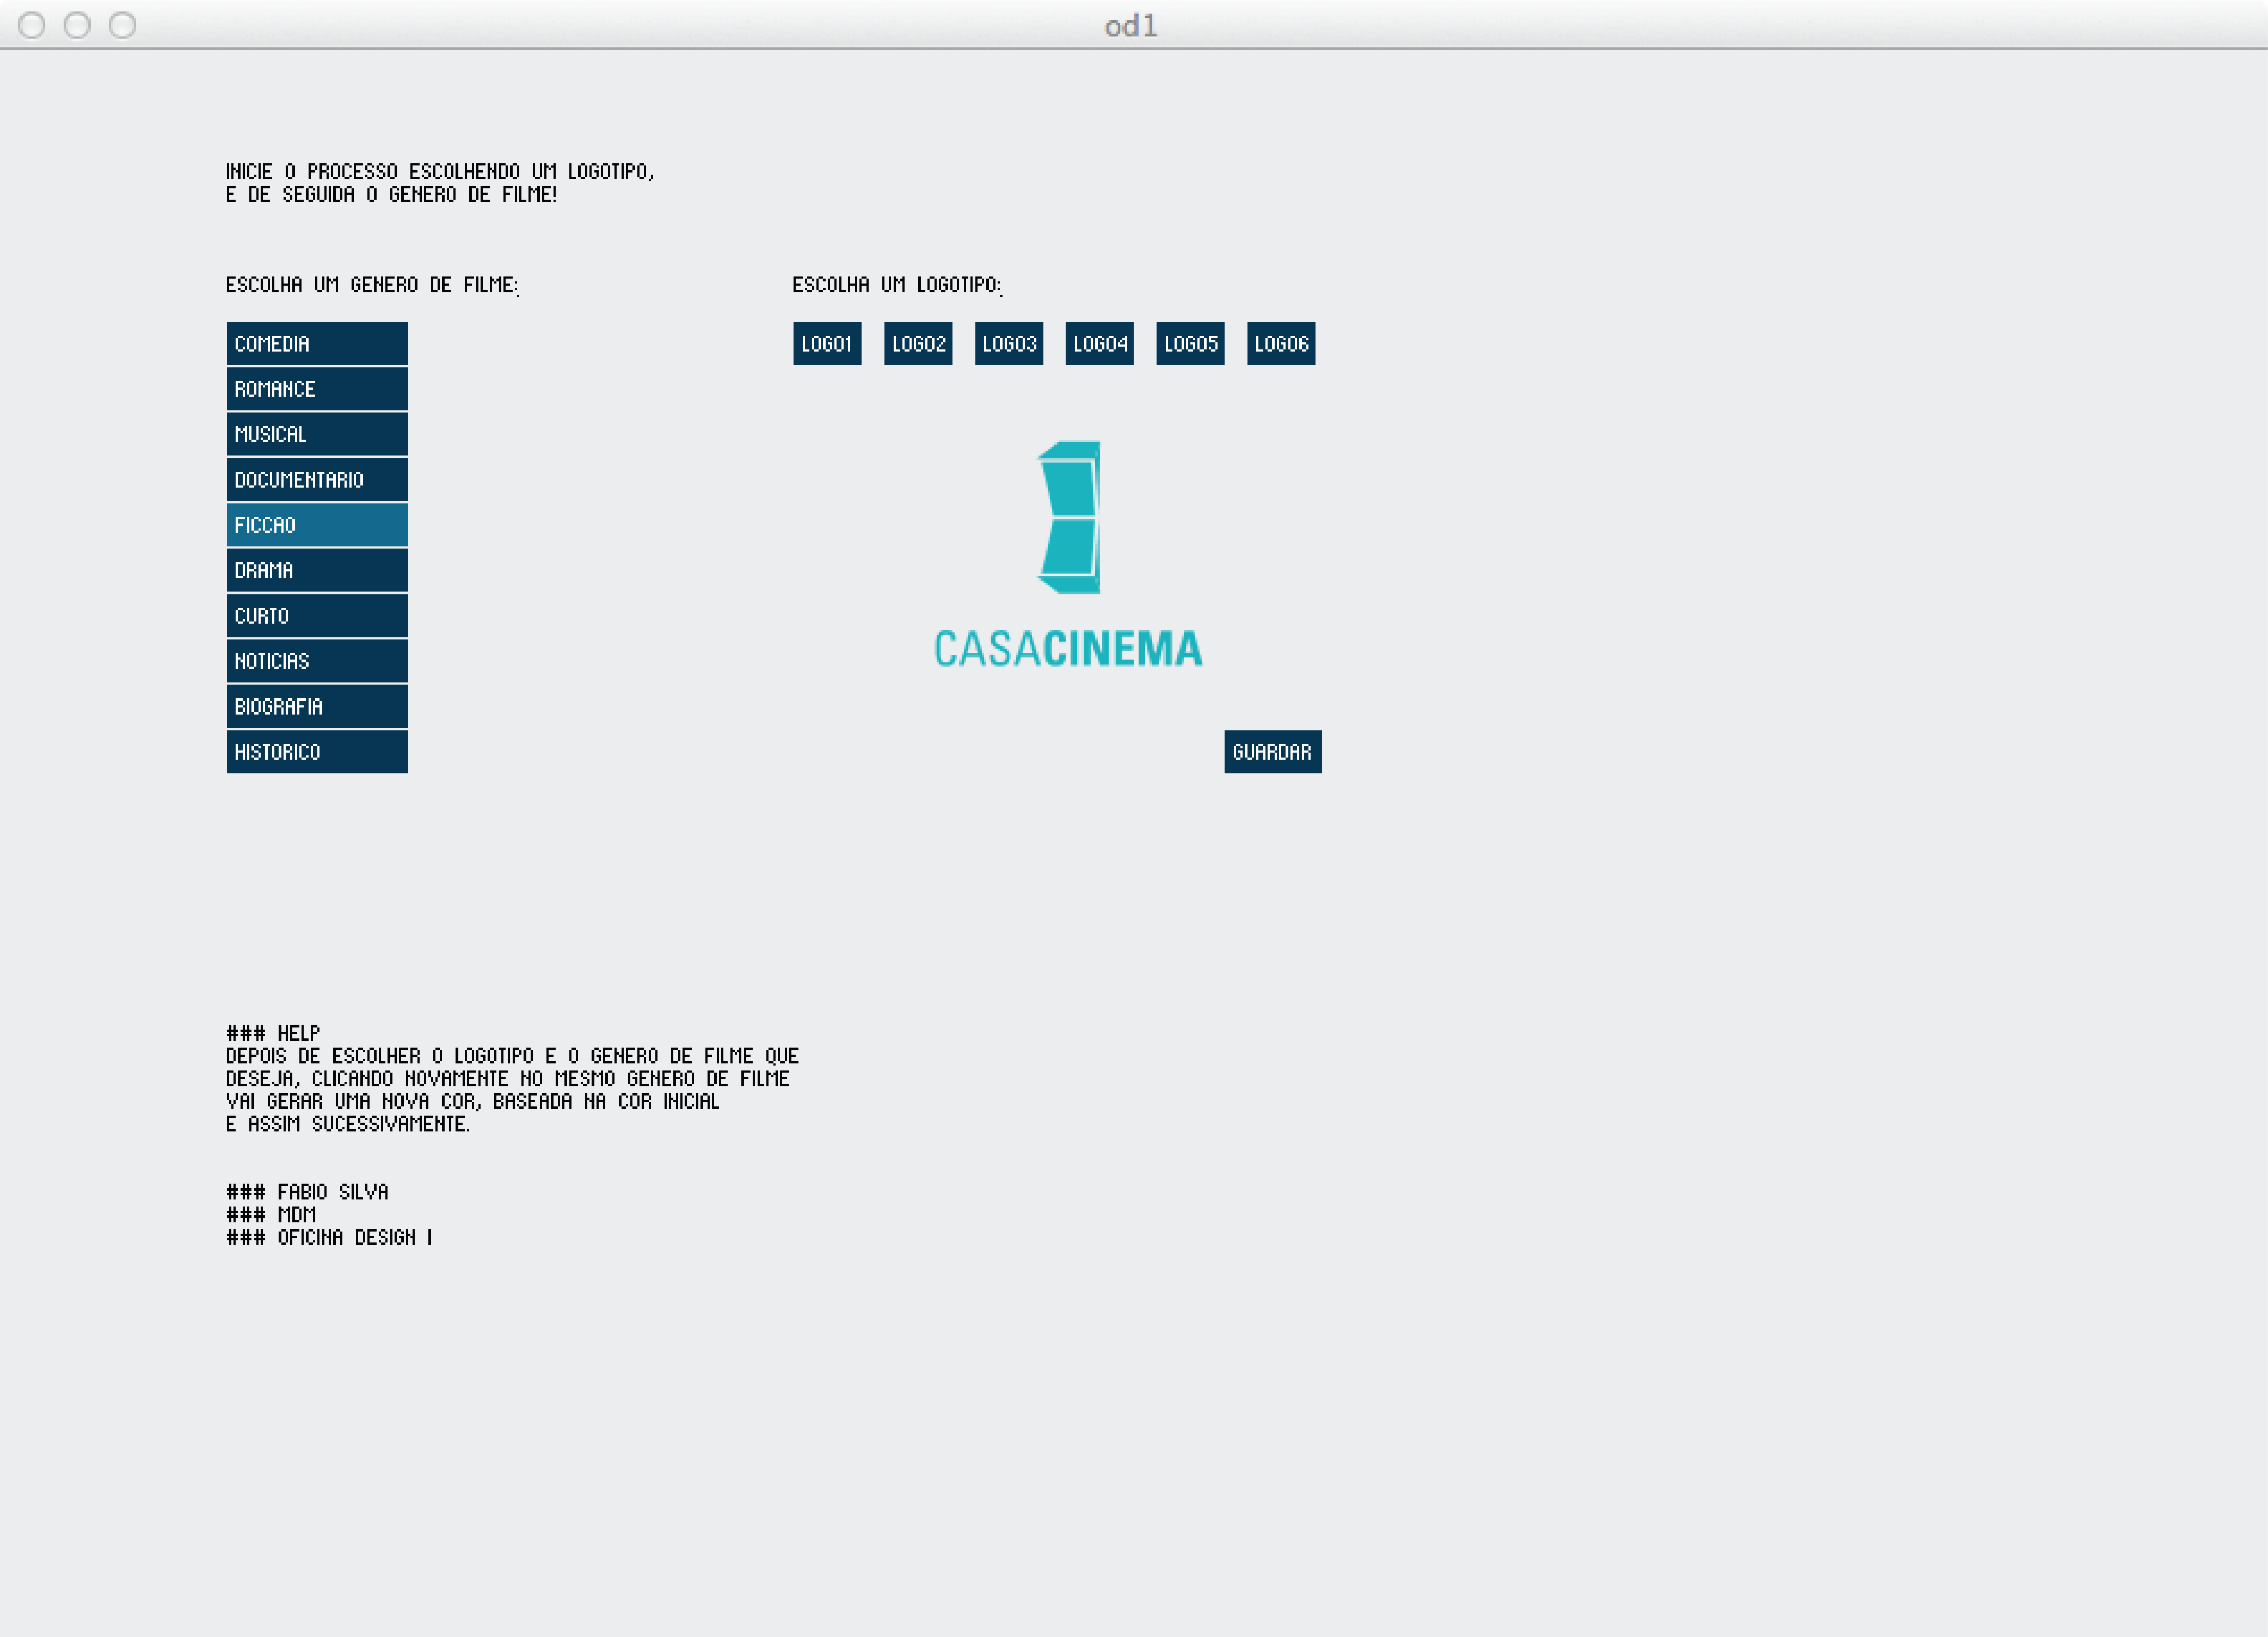 od1
INICIE O PROCESSO ESCOLHENDO UM LOGOTIPO,
E DE SEGUIDA O GENERO DE FILME!
ESCOLHA UM GENERO DE FILME:
COMEDIA
ROMANCE
MUSICAL
DOCUMENTARIO
FICCAO
DRAMA
CURTO
NOTICIAS
BIOGRAFIA
HISTORICO
ESCOLHA UM LOGOTIPO:
LOGO1 LOGO2 LOGO3 LOGO4 LOGO5 LOGO6
CASACINEMA
GUARDAR
### HELP
DEPOIS DE ESCOLHER O LOGOTIPO E O GENERO DE FILME QUE
DESEJA, CLICANDO NOVAMENTE NO MESMO GENERO DE FILME
VAI GERAR UMA NOVA COR, BASEADA NA COR INICIAL
E ASSIM SUCESSIVAMENTE.
### FABIO SILVA
### MDM
### OFICINA DESIGN I